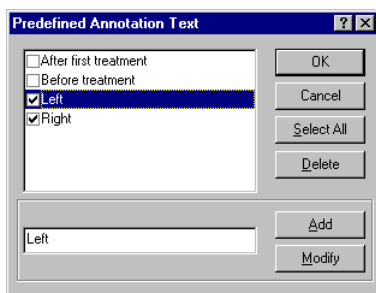 Predefined Annotation Text
After first treatment
Before treatment
Left
Right
OK
Cancel
Select All
Delete
Left
Add
Modify